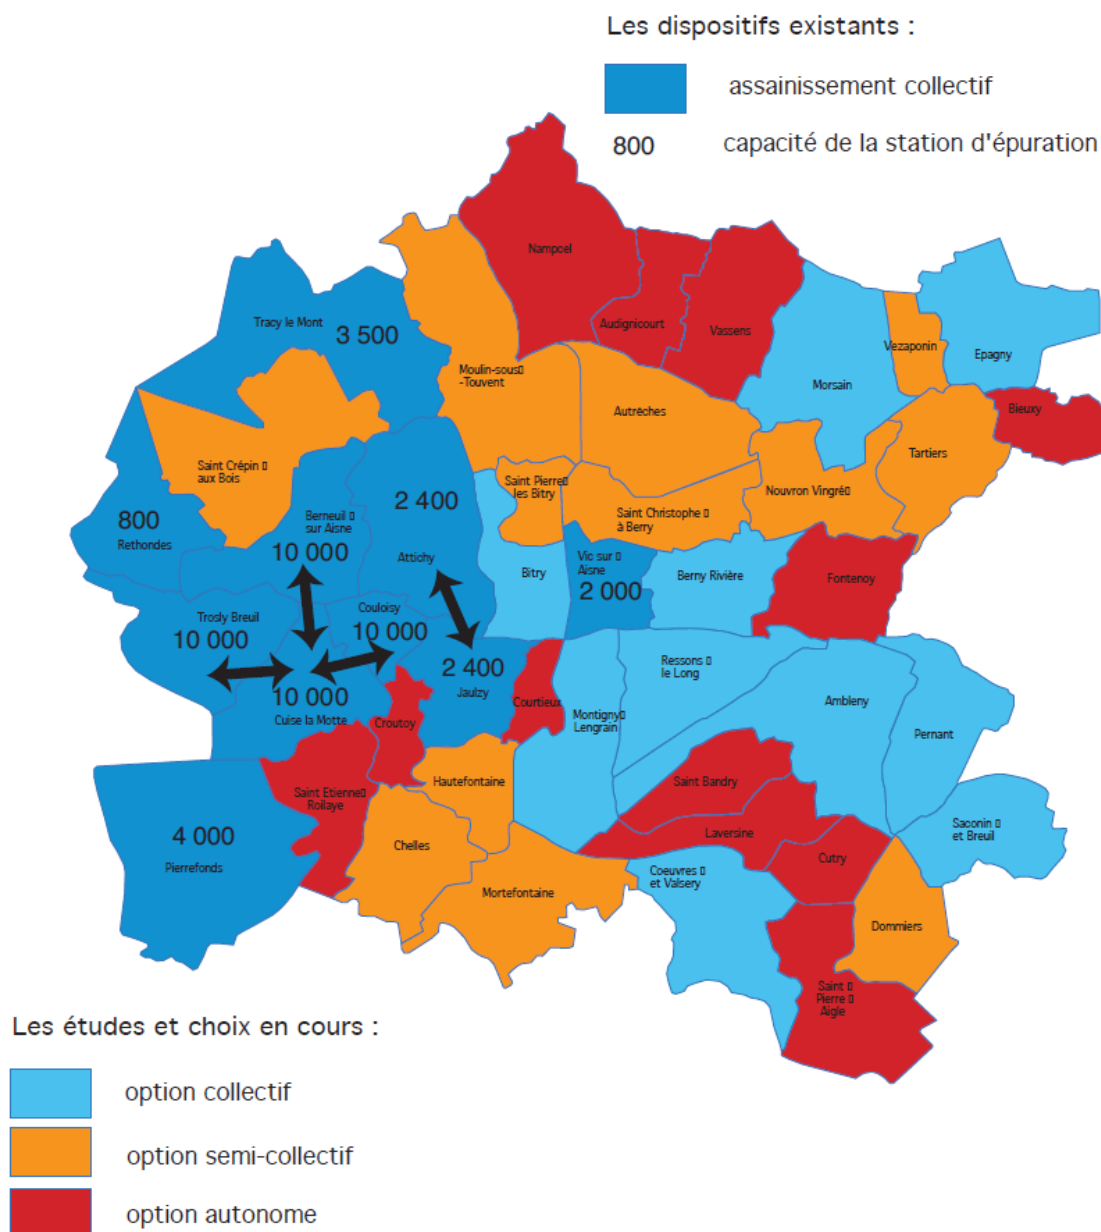 Les dispositifs existants :
assainissement collectif
800 capacité de la station d'épuration
Nampcel
Tracy le Mont
3 500
Audignicourt
Vassens
Vezaponin
Epagny
Moulin-sous
-Touvent
Morsain
Bieuxy
Autrèches
Tartiers
Saint Crépin
aux Bois
Saint Pierre
les Bitry
Nouvron Vingré
2 400
Saint Christophe
à Berry
800
Rethondes
Berneuil
sur Aisne
10 000
Attichy
Bitry
Vic sur
Aisne
2 000
Berny Rivière
Fontenoy
Trosly Breuil
10 000
Couloisy
10 000
2 400
Jaulzy
Ressons
le Long
10 000
Cuise la Motte
Croutoy
Courtieux
Montigny
Lengrain
Ambleny
Pernant
Hautefontaine
Saint Bandry
Saint Etienne
Roilaye
4 000
Pierrefonds
Chelles
Laversine
Saconin
et Breuil
Cutry
Coeuvres
et Valsery
Mortefontaine
Dommiers
Saint
Pierre
Aigle
Les études et choix en cours :
option collectif
option semi-collectif
option autonome